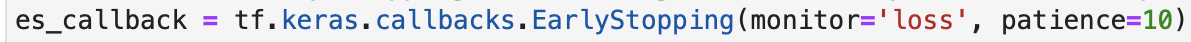 es_callback = tf.keras.callbacks.EarlyStopping(monitor='loss', patience=10)